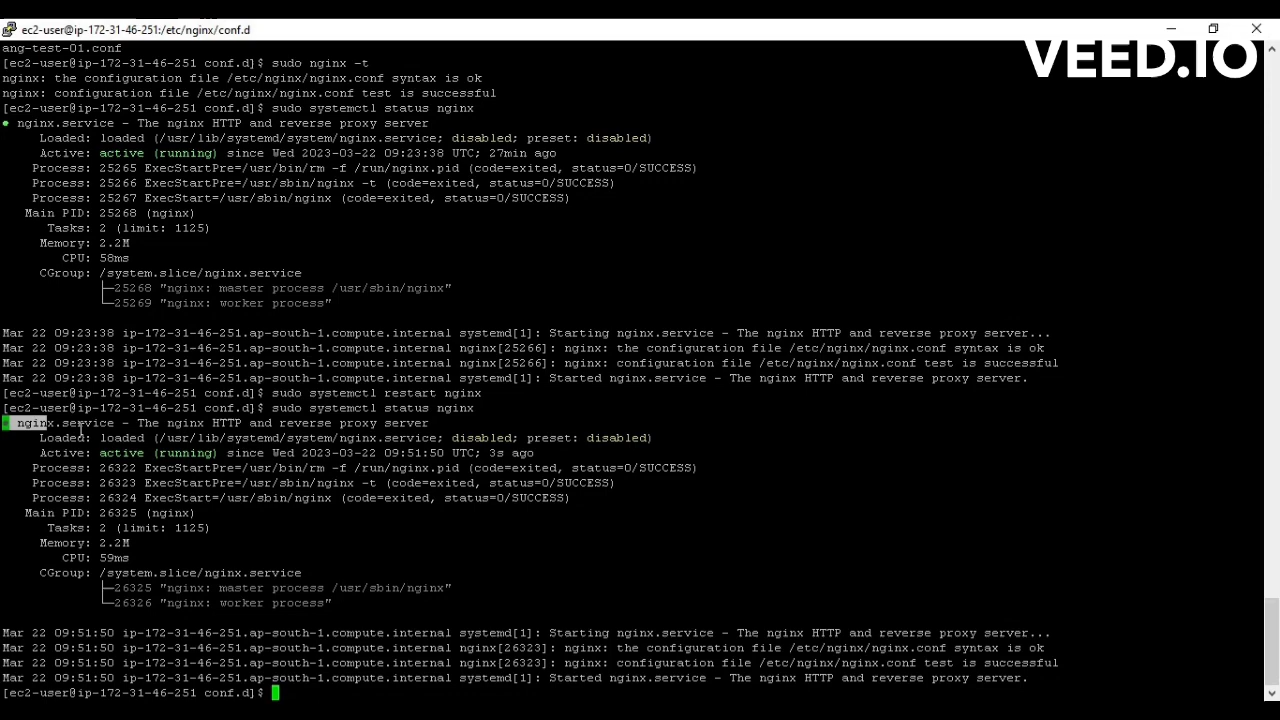 ec2-user@ip-172-31-46-251:/etc/nginx/conf.d
VEED.IO
ang-test-01.conf
[ec2-user@ip-172-31-46-251 conf.d]$ sudo nginx -t
nginx: the configuration file /etc/nginx/nginx.conf syntax is ok
nginx: configuration file /etc/nginx/nginx.conf test is successful
[ec2-user@ip-172-31-46-251 conf.d]$ sudo systemctl status nginx
● nginx.service - The nginx HTTP and reverse proxy server
Loaded: loaded (/usr/lib/systemd/system/nginx.service; disabled; preset: disabled)
Active: active (running) since Wed 2023-03-22 09:23:38 UTC; 27min ago
Process: 25265 ExecStartPre=/usr/bin/rm -f /run/nginx.pid (code=exited, status=0/SUCCESS)
Process: 25266 ExecStartPre=/usr/sbin/nginx -t (code=exited, status=0/SUCCESS)
Process: 25267 ExecStart=/usr/sbin/nginx (code=exited, status=0/SUCCESS)
Main PID: 25268 (nginx)
Tasks: 2 (limit: 1125)
Memory: 2.2M
CPU: 58ms
CGroup: /system.slice/nginx.service
├─25268 "nginx: master process /usr/sbin/nginx"
└─25269 "nginx: worker process"
Mar 22 09:23:38 ip-172-31-46-251.ap-south-1.compute.internal systemd[1]: Starting nginx.service - The nginx HTTP and reverse proxy server...
Mar 22 09:23:38 ip-172-31-46-251.ap-south-1.compute.internal nginx[25266]: nginx: the configuration file /etc/nginx/nginx.conf syntax is ok
Mar 22 09:23:38 ip-172-31-46-251.ap-south-1.compute.internal nginx[25266]: nginx: configuration file /etc/nginx/nginx.conf test is successful
Mar 22 09:23:38 ip-172-31-46-251.ap-south-1.compute.internal systemd[1]: Started nginx.service - The nginx HTTP and reverse proxy server.
[ec2-user@ip-172-31-46-251 conf.d]$ sudo systemctl restart nginx
[ec2-user@ip-172-31-46-251 conf.d]$ sudo systemctl status nginx
● nginx.service - The nginx HTTP and reverse proxy server
Loaded: loaded (/usr/lib/systemd/system/nginx.service; disabled; preset: disabled)
Active: active (running) since Wed 2023-03-22 09:51:50 UTC; 3s ago
Process: 26322 ExecStartPre=/usr/bin/rm -f /run/nginx.pid (code=exited, status=0/SUCCESS)
Process: 26323 ExecStartPre=/usr/sbin/nginx -t (code=exited, status=0/SUCCESS)
Process: 26324 ExecStart=/usr/sbin/nginx (code=exited, status=0/SUCCESS)
Main PID: 26325 (nginx)
Tasks: 2 (limit: 1125)
Memory: 2.2M
CPU: 59ms
CGroup: /system.slice/nginx.service
├─26325 "nginx: master process /usr/sbin/nginx"
└─26326 "nginx: worker process"
Mar 22 09:51:50 ip-172-31-46-251.ap-south-1.compute.internal systemd[1]: Starting nginx.service - The nginx HTTP and reverse proxy server...
Mar 22 09:51:50 ip-172-31-46-251.ap-south-1.compute.internal nginx[26323]: nginx: the configuration file /etc/nginx/nginx.conf syntax is ok
Mar 22 09:51:50 ip-172-31-46-251.ap-south-1.compute.internal nginx[26323]: nginx: configuration file /etc/nginx/nginx.conf test is successful
Mar 22 09:51:50 ip-172-31-46-251.ap-south-1.compute.internal systemd[1]: Started nginx.service - The nginx HTTP and reverse proxy server.
[ec2-user@ip-172-31-46-251 conf.d]$